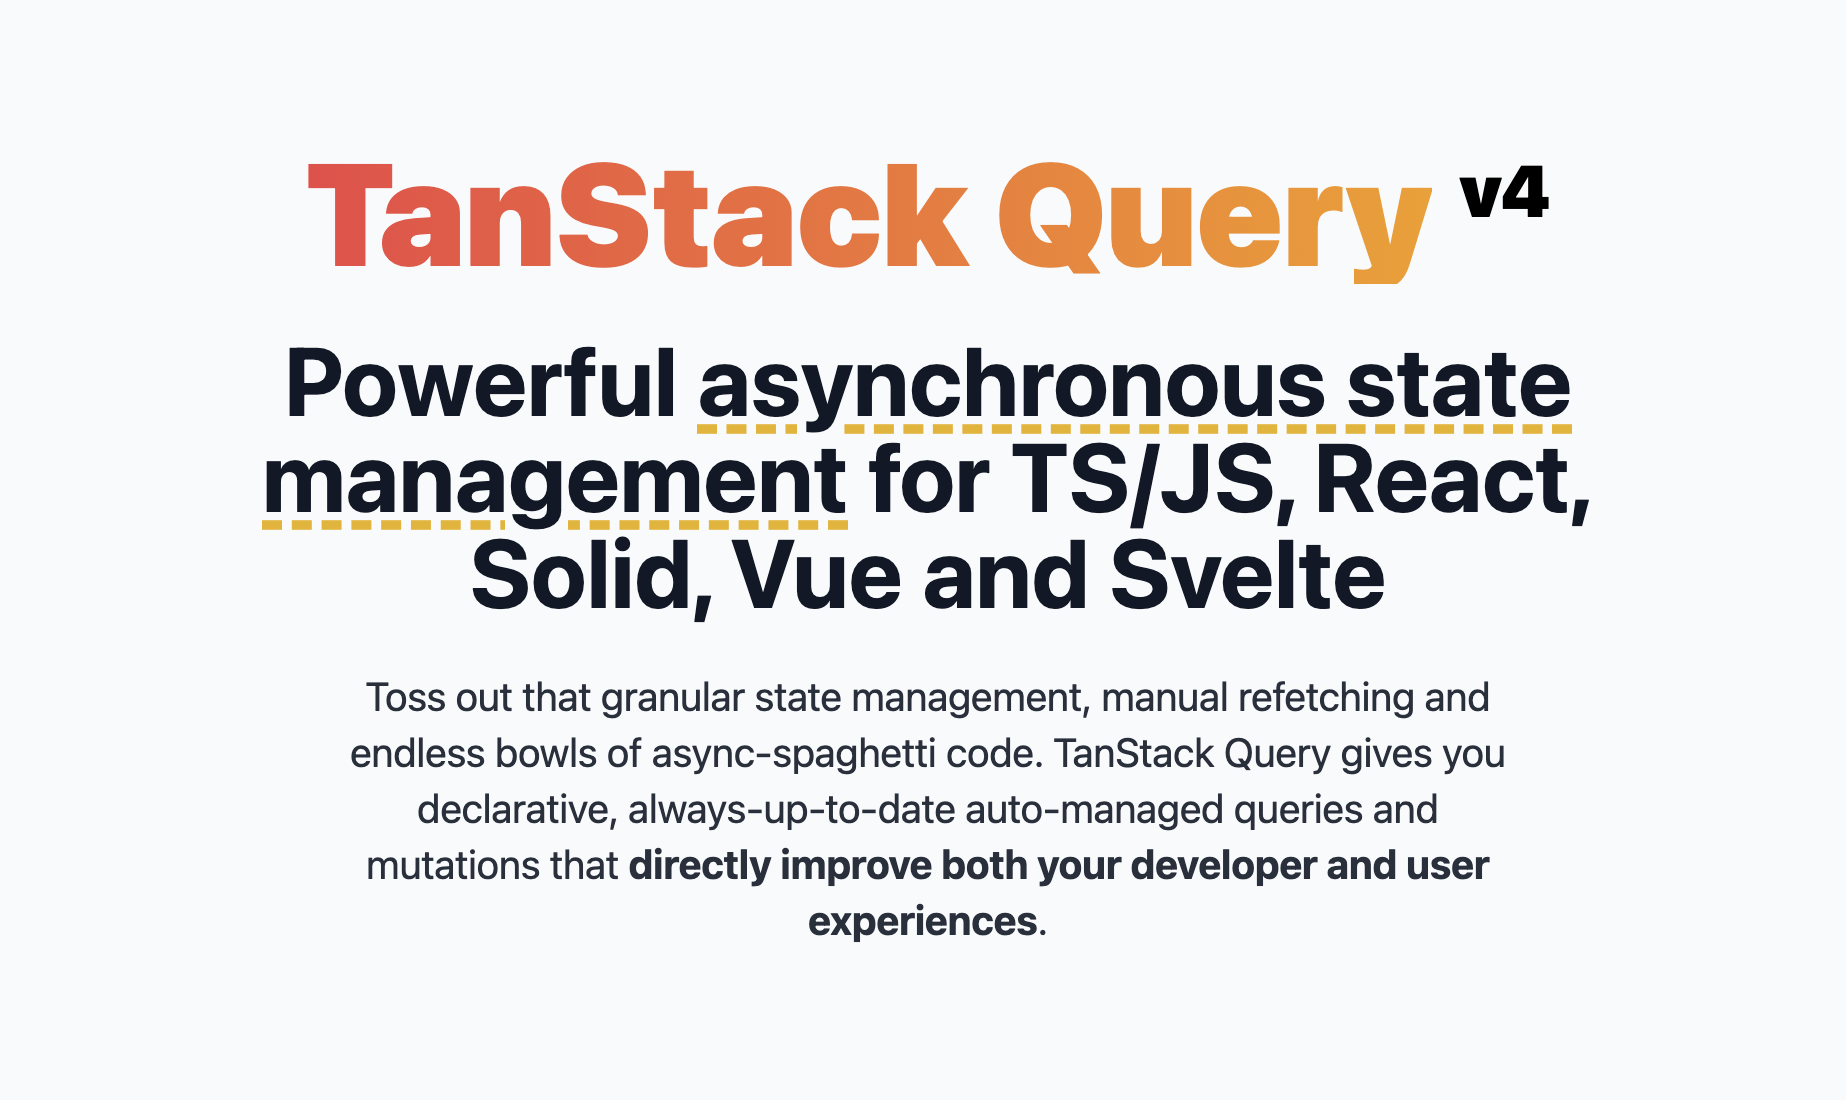 TanStack Query v4
Powerful asynchronous state
management for TS/JS, React,
Solid, Vue and Svelte
Toss out that granular state management, manual refetching and
endless bowls of async-spaghetti code. TanStack Query gives you
declarative, always-up-to-date auto-managed queries and
mutations that directly improve both your developer and user
experiences.